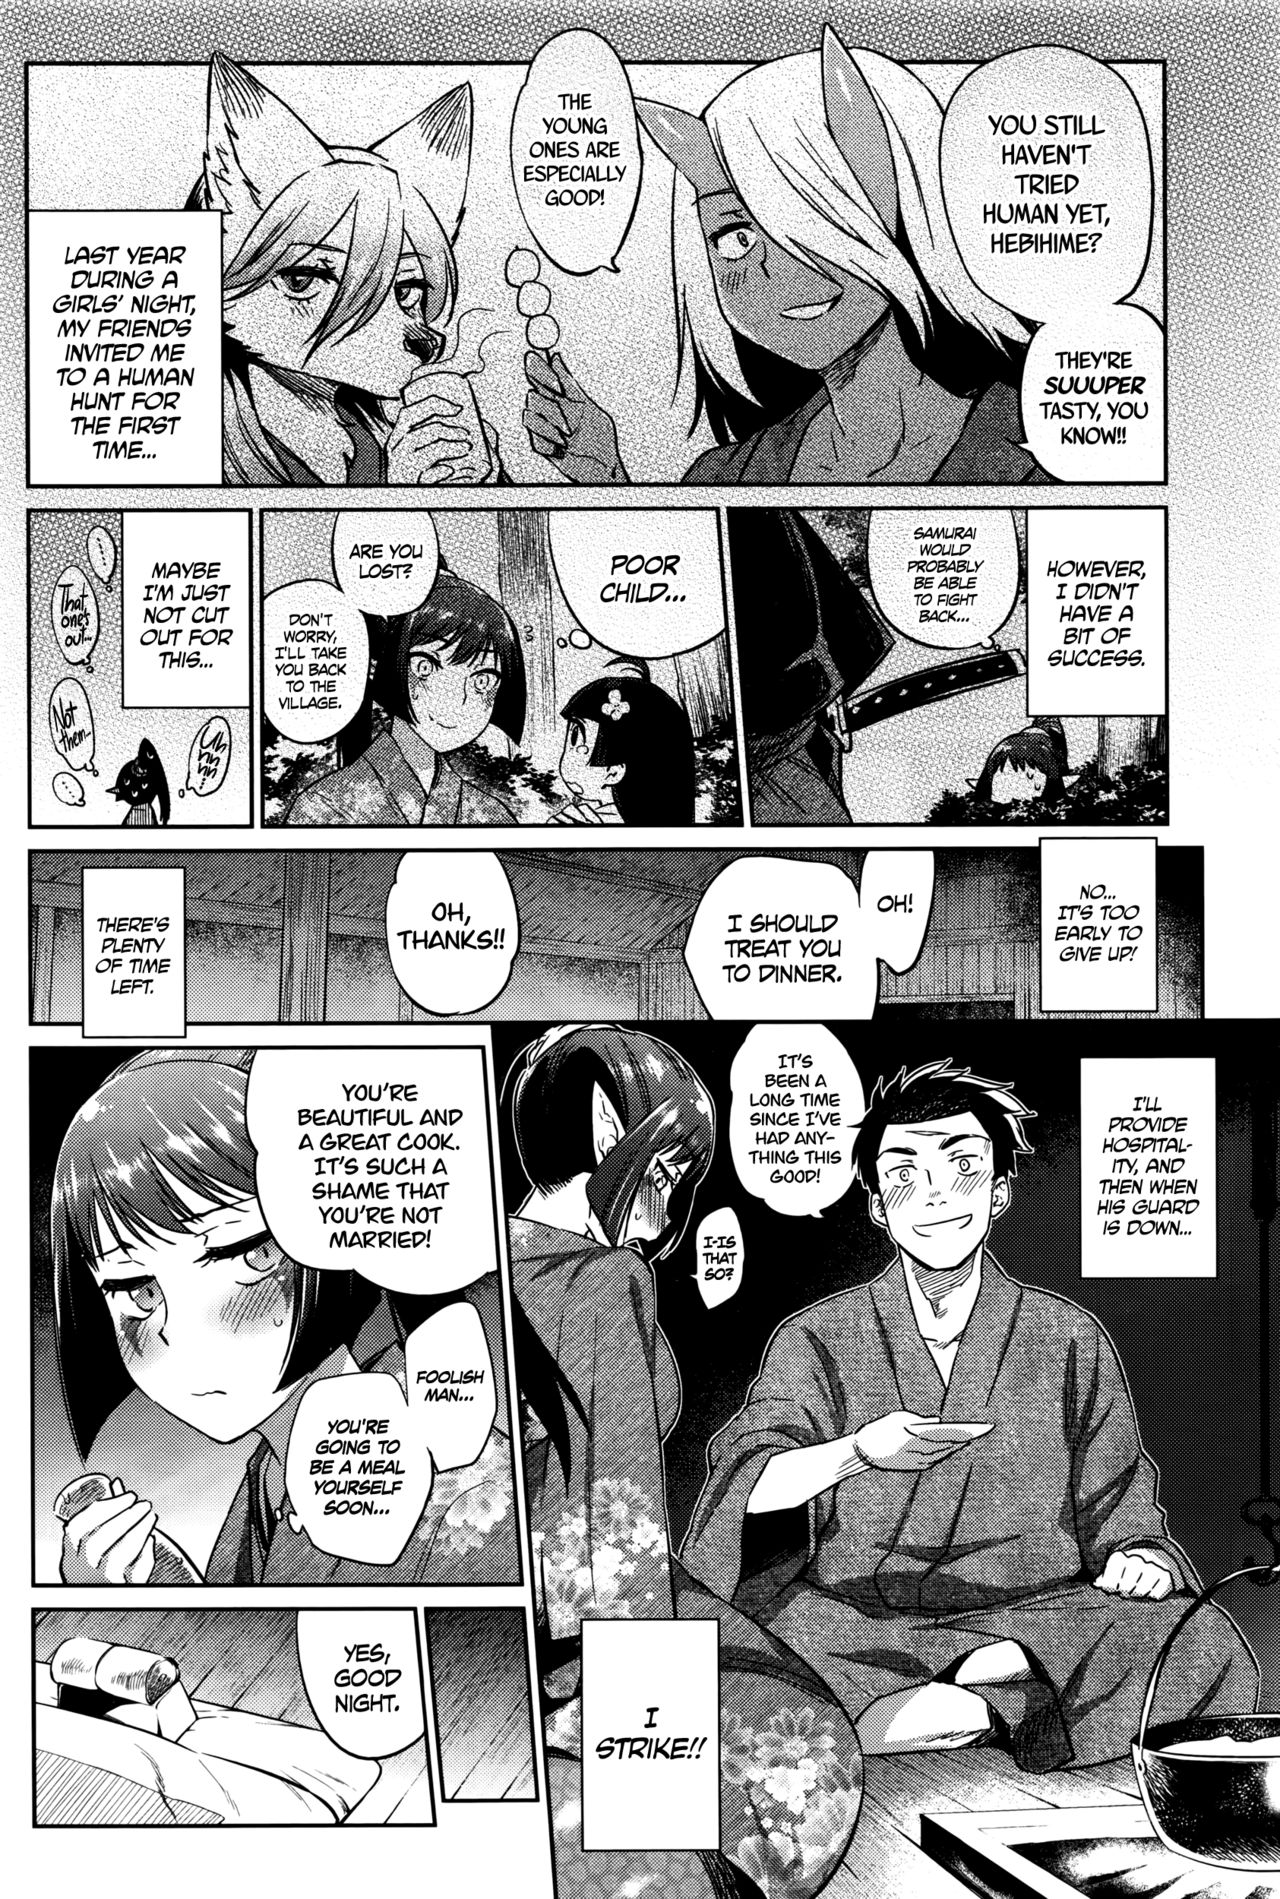 YOU STILL
HAVEN'T
TRIED
HUMAN YET,
HEBIHIME?
THEY'RE
SUUUPER
TASTY, YOU
KNOW!!
THE
YOUNG
ONES ARE
ESPECIALLY
GOOD!
LAST YEAR
DURING A
GIRLS' NIGHT,
MY FRIENDS
INVITED ME
TO A HUMAN
HUNT FOR
THE FIRST
TIME...
HOWEVER,
I DIDN'T
HAVE A
BIT OF
SUCCESS.
SAMURAI
WOULD
PROBABLY
BE ABLE
TO FIGHT
BACK...
POOR
CHILD...
ARE YOU
LOST?
DON'T
WORRY,
I'LL TAKE
YOU BACK
TO THE
VILLAGE.
MAYBE
I'M JUST
NOT CUT
OUT FOR
THIS...
....
That
one's
out...
Not
them...
....
Uh
hhh
hhh
...
NO...
IT'S TOO
EARLY TO
GIVE UP!
OH!
I SHOULD
TREAT YOU
TO DINNER.
OH,
THANKS!!
THERE'S
PLENTY
OF TIME
LEFT.
I'LL
PROVIDE
HOSPITAL-
ITY, AND
THEN WHEN
HIS GUARD
IS DOWN...
IT'S
BEEN A
LONG TIME
SINCE I'VE
HAD ANY-
THING THIS
GOOD!
I-IS
THAT
SO?
I
STRIKE!!
YOU'RE
BEAUTIFUL AND
A GREAT COOK.
IT'S SUCH A
SHAME THAT
YOU'RE NOT
MARRIED!
FOOLISH
MAN...
YOU'RE
GOING TO
BE A MEAL
YOURSELF
SOON...
YES,
GOOD
NIGHT.